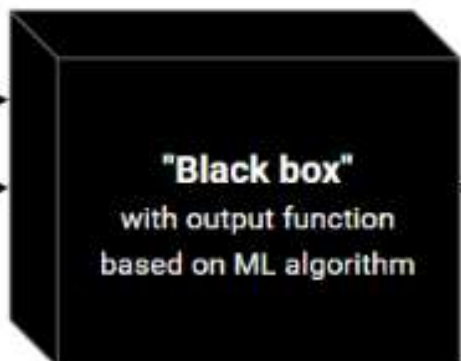 "Black box"
with output function
based on ML algorithm